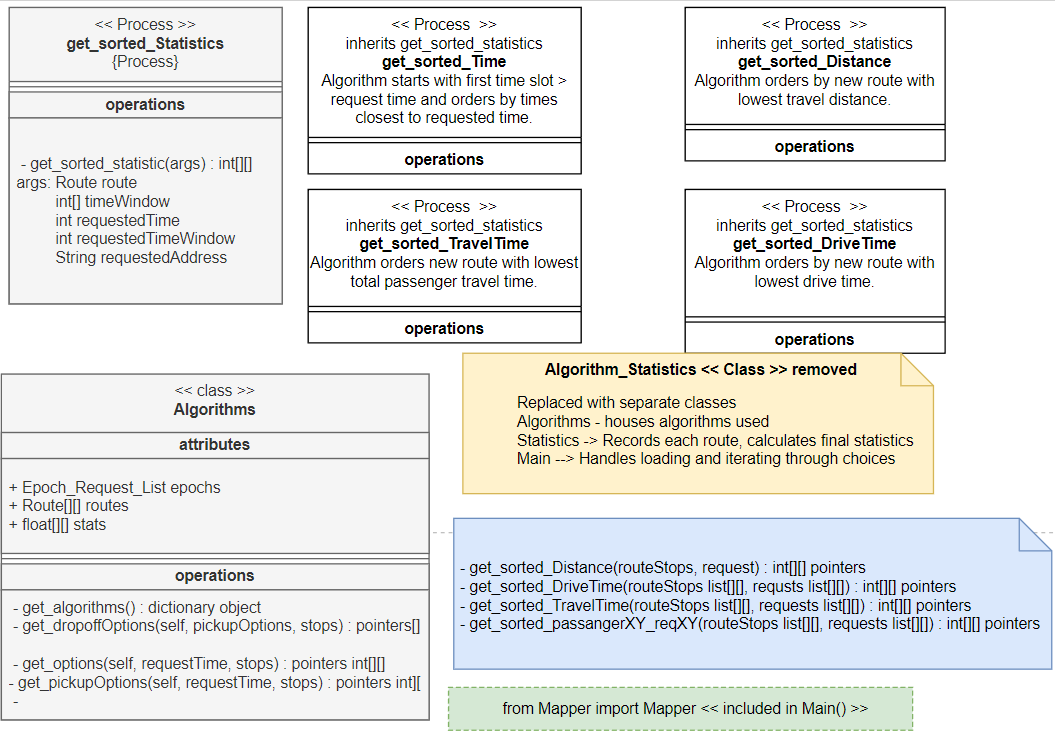 << Process >>
get_sorted_Statistics
{Process}
operations
- get_sorted_statistic(args) : int[][]
args: Route route
int[] timeWindow
int requestedTime
int requestedTimeWindow
String requestedAddress
<< Process >>
inherits get_sorted_statistics
get_sorted_Time
Algorithm starts with first time slot >
request time and orders by times
closest to requested time.
operations
<< Process >>
inherits get_sorted_statistics
get_sorted_Distance
Algorithm orders by new route with
lowest travel distance.
operations
<< Process >>
inherits get_sorted_statistics
get_sorted_TravelTime
Algorithm orders new route with lowest
total passenger travel time.
operations
<< Process >>
inherits get_sorted_statistics
get_sorted_DriveTime
Algorithm orders by new route with
lowest drive time.
operations
<< class >>
Algorithms
attributes
+ Epoch_Request_List epochs
+ Route[][] routes
+ float[][] stats
operations
- get_algorithms() : dictionary object
- get_dropoffOptions(self, pickupOptions, stops) : pointers[]
- get_options(self, requestTime, stops) : pointers int[][]
- get_pickupOptions(self, requestTime, stops) : pointers int][
-
Algorithm_Statistics << Class >> removed
Replaced with separate classes
Algorithms - houses algorithms used
Statistics -> Records each route, calculates final statistics
Main --> Handles loading and iterating through choices
- get_sorted_Distance(routeStops, request) : int[][] pointers
- get_sorted_DriveTime(routeStops list[][], requsts list[][]) : int[][] pointers
- get_sorted_TravelTime(routeStops list[][], requests list[][]) : int[][] pointers
- get_sorted_passangerXY_reqXY(routeStops list[][], requests list[][]) : int[][] pointers
from Mapper import Mapper << included in Main() >>